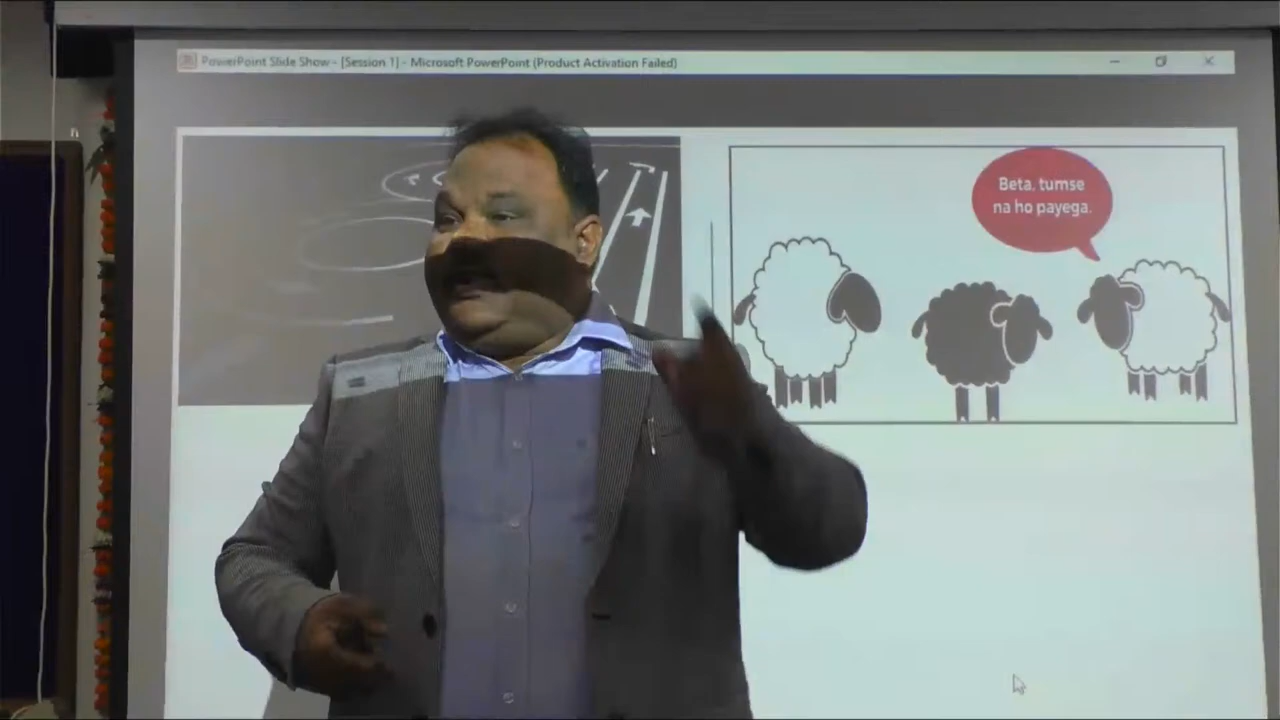 PowerPoint Slide Show - [Session 1] - Microsoft PowerPoint (Product Activation Failed)
Beta, tumse
na ho payega.